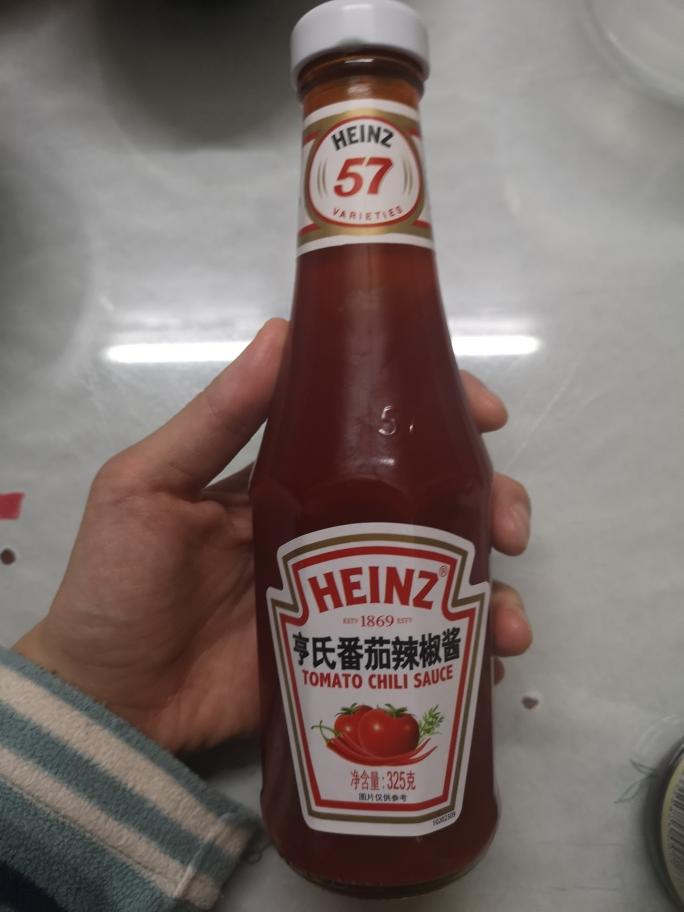 HEINZ
57
VARIETIES
57
HEINZ®
ESTD 1869 ESTD
亨氏番茄辣椒酱
TOMATO CHILI SAUCE
净含量:325克
图片仅供参考